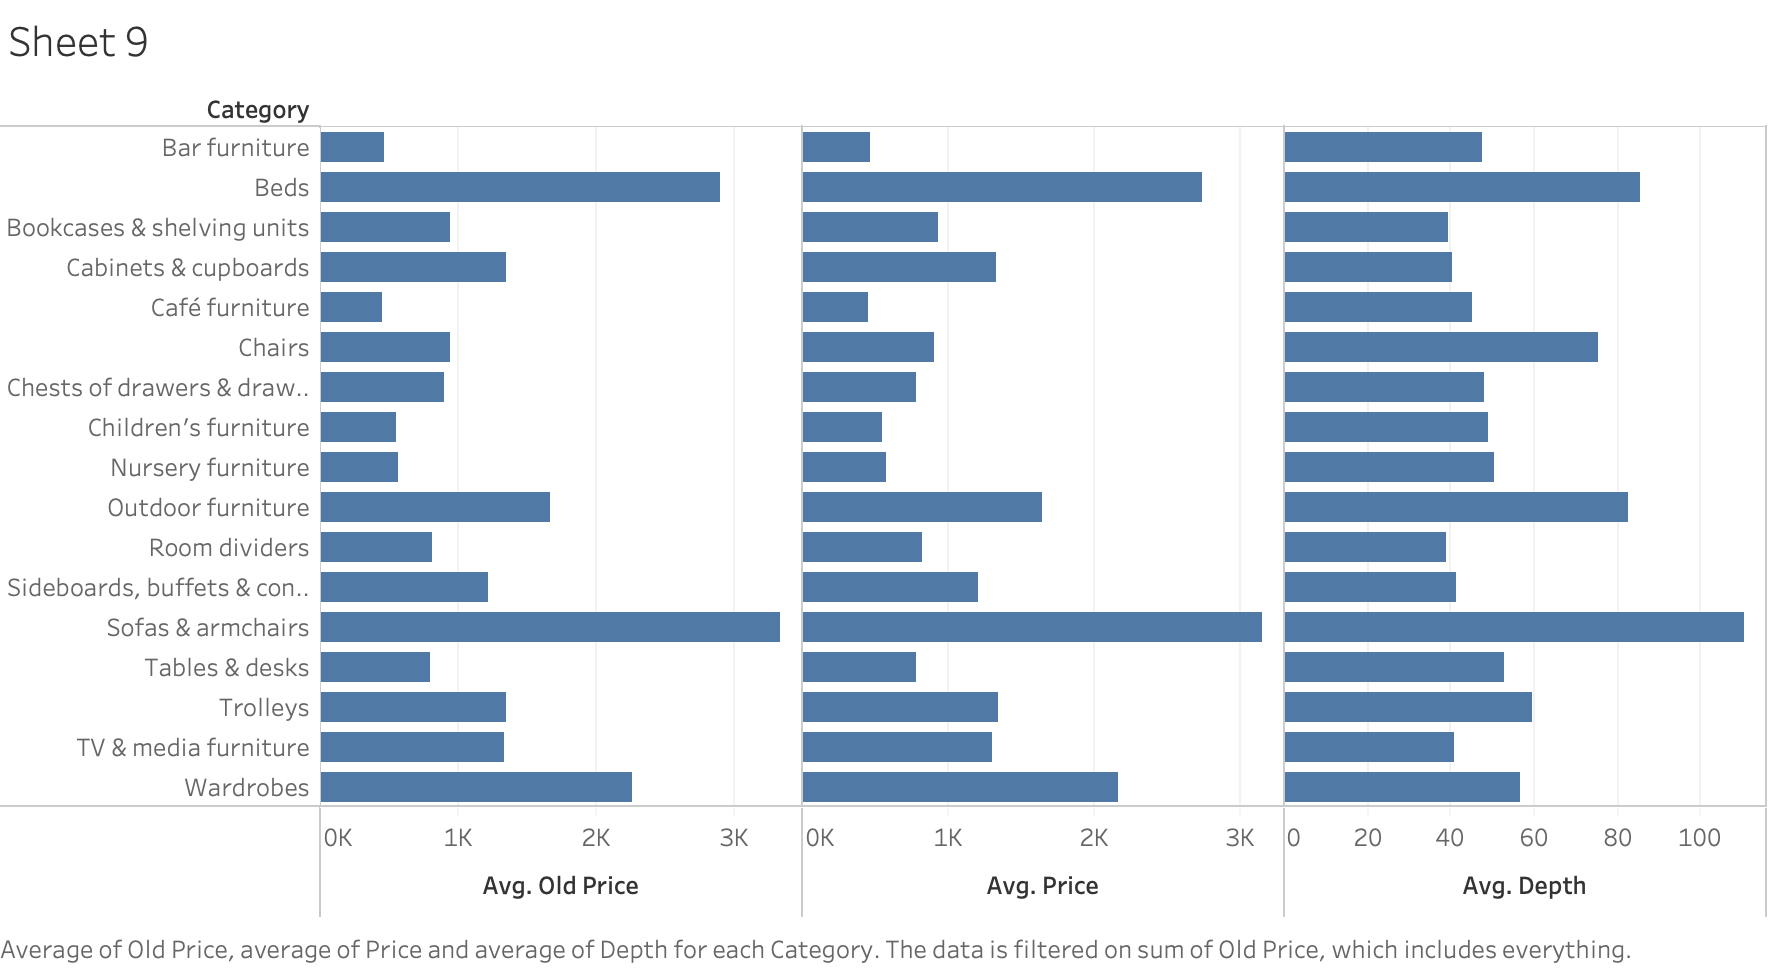 Sheet 9
Category
Bar furniture
Beds
Bookcases & shelving units
Cabinets & cupboards
Café furniture
Chairs
Chests of drawers & draw..
Children’s furniture
Nursery furniture
Outdoor furniture
Room dividers
Sideboards, buffets & con..
Sofas & armchairs
Tables & desks
Trolleys
TV & media furniture
Wardrobes
0K 1K 2K 3K 0K 1K 2K 3K 0 20 40 60 80 100
Avg. Old Price Avg. Price Avg. Depth
Average of Old Price, average of Price and average of Depth for each Category. The data is filtered on sum of Old Price, which includes everything.